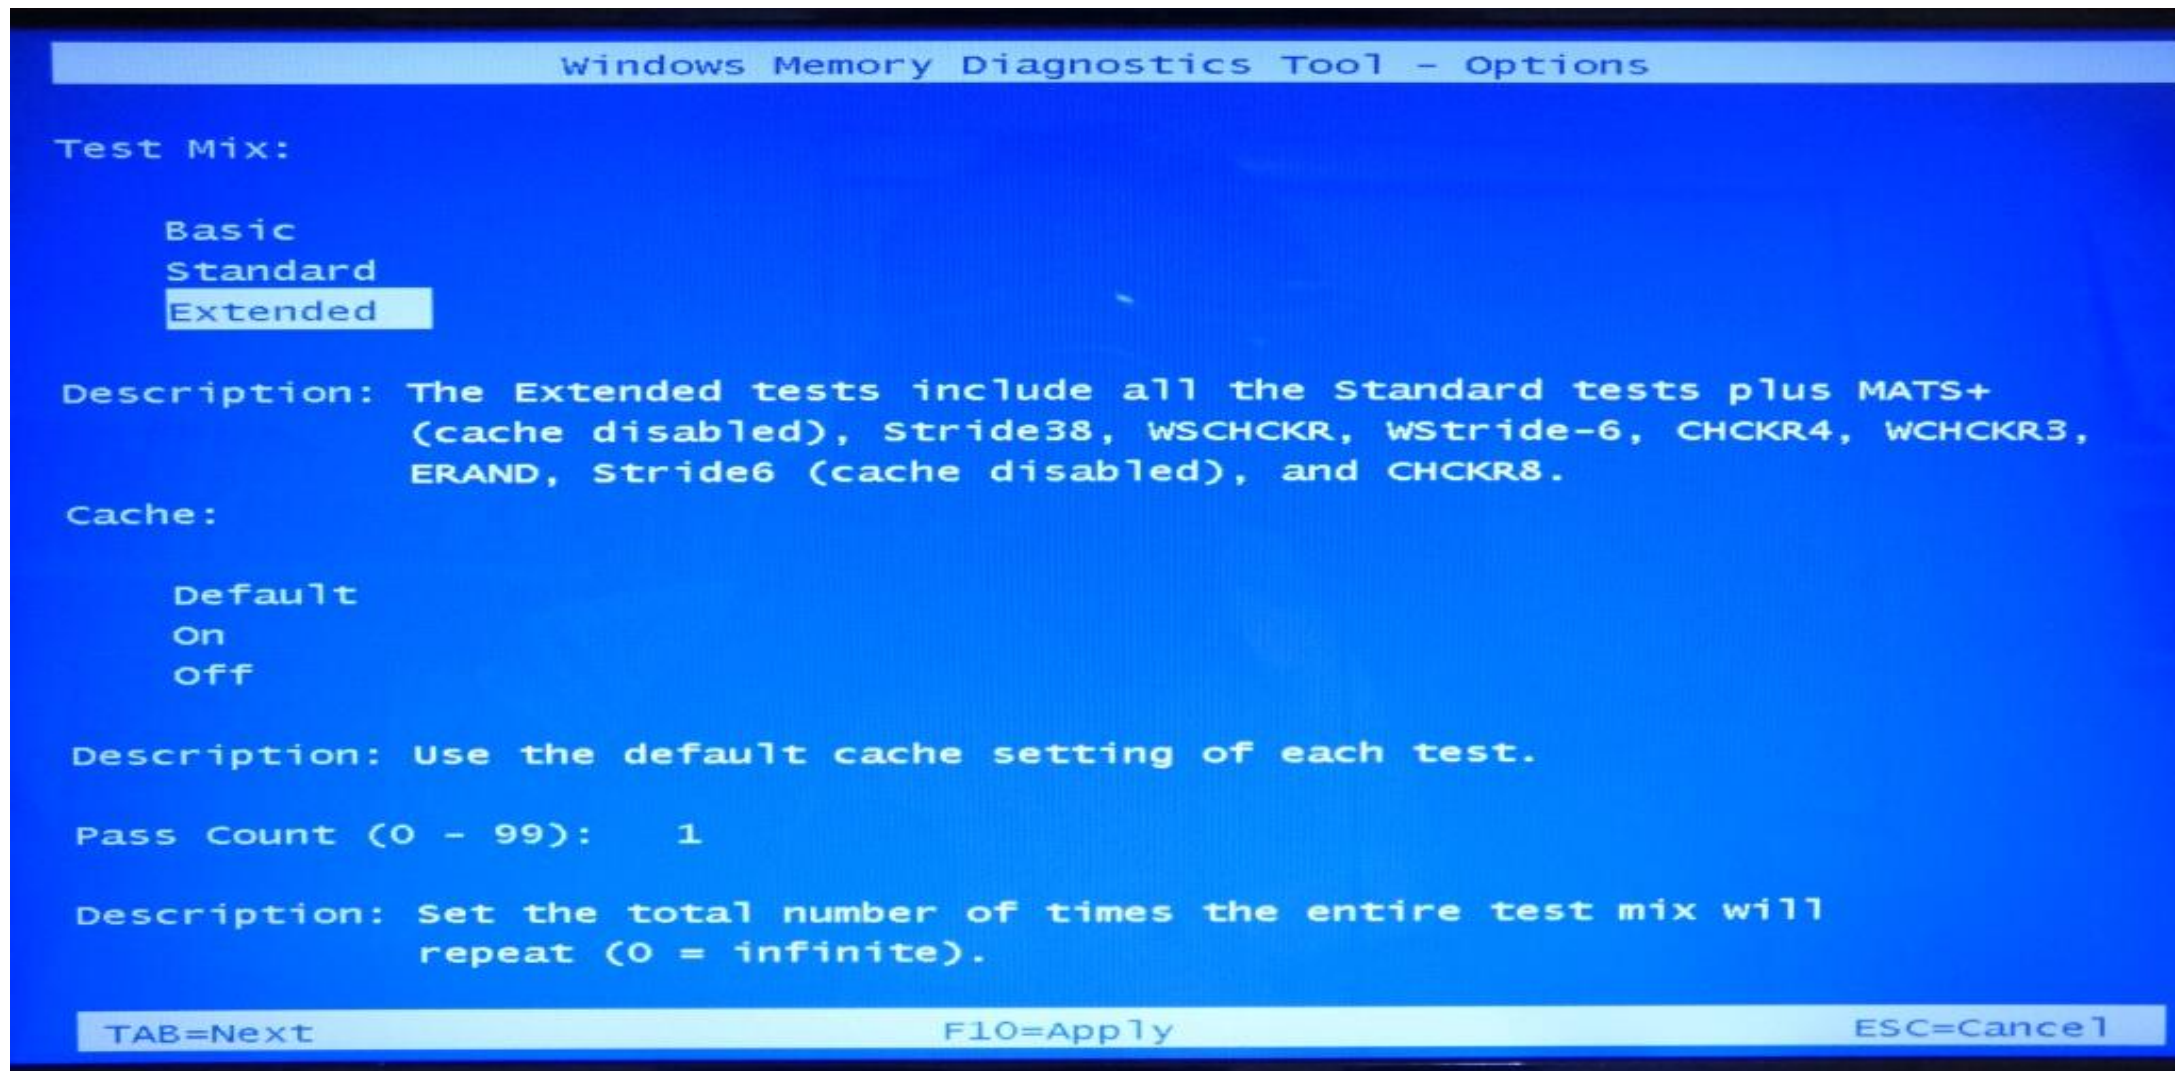 Windows Memory Diagnostics Tool - Options
Test Mix:
Basic
Standard
Extended
Description: The Extended tests include all the Standard tests plus MATS+
(cache disabled), Stride38, WSCHCKR, WStride-6, CHCKR4, WCHCKR3,
ERAND, Stride6 (cache disabled), and CHCKR8.
Cache:
Default
On
Off
Description: Use the default cache setting of each test.
Pass Count (0 - 99): 1
Description: Set the total number of times the entire test mix will
repeat (0 = infinite).
TAB=Next F10=Apply ESC=Cancel